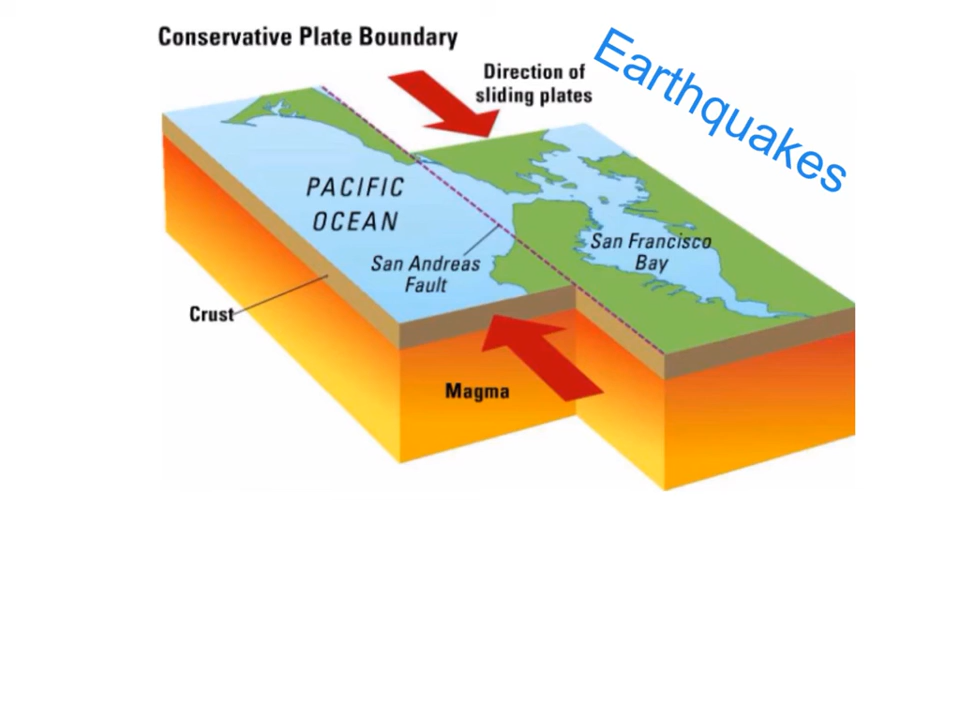 Conservative Plate Boundary
Earthquakes
Direction of
sliding plates
PACIFIC
OCEAN
San Francisco
Bay
San Andreas
Fault
Crust
Magma